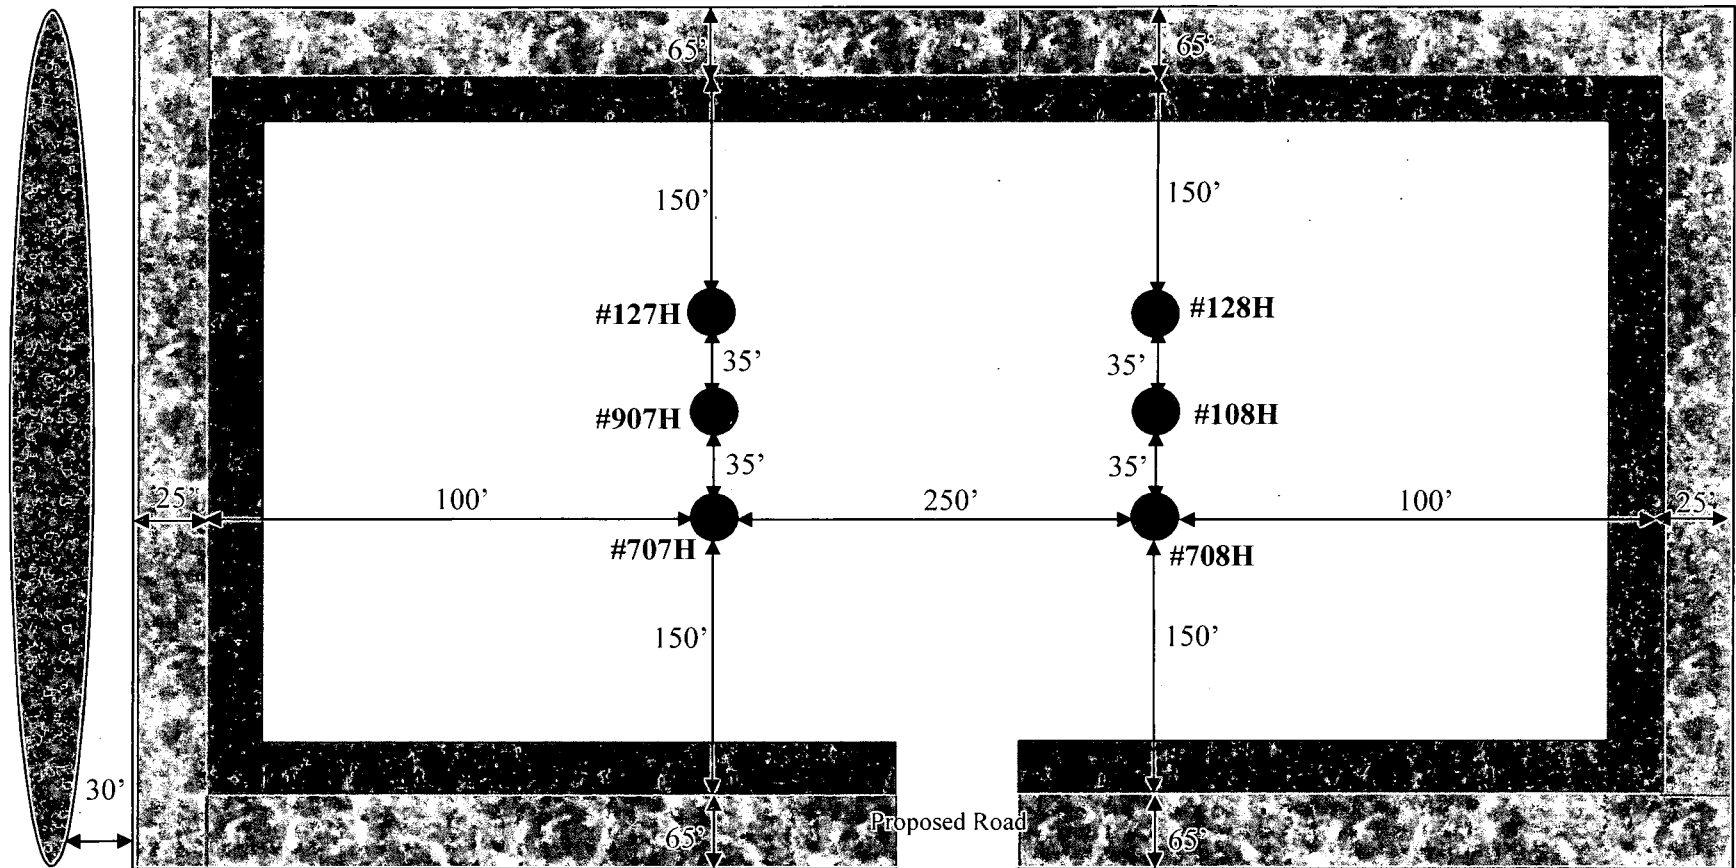 65’ 65’
150’ 150’
#127H #128H
35’ 35’
#907H #108H
35’ 35’
25’ 100’ 250’ 100’ 25’
#707H #708H
150’ 150’
30’
65’ Proposed Road 65’